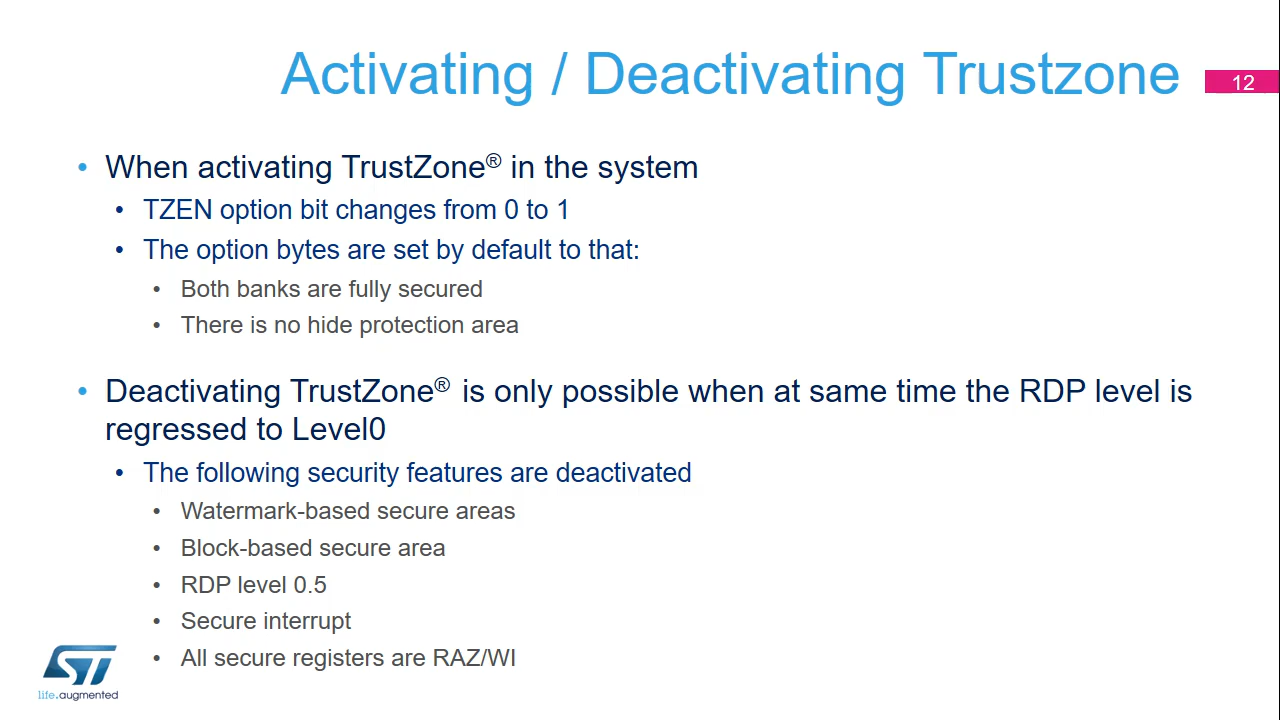 Activating / Deactivating Trustzone
12
• When activating TrustZone® in the system
• TZEN option bit changes from 0 to 1
• The option bytes are set by default to that:
• Both banks are fully secured
• There is no hide protection area
• Deactivating TrustZone® is only possible when at same time the RDP level is
regressed to Level0
• The following security features are deactivated
• Watermark-based secure areas
• Block-based secure area
• RDP level 0.5
• Secure interrupt
• All secure registers are RAZ/WI
ST
life.augmented